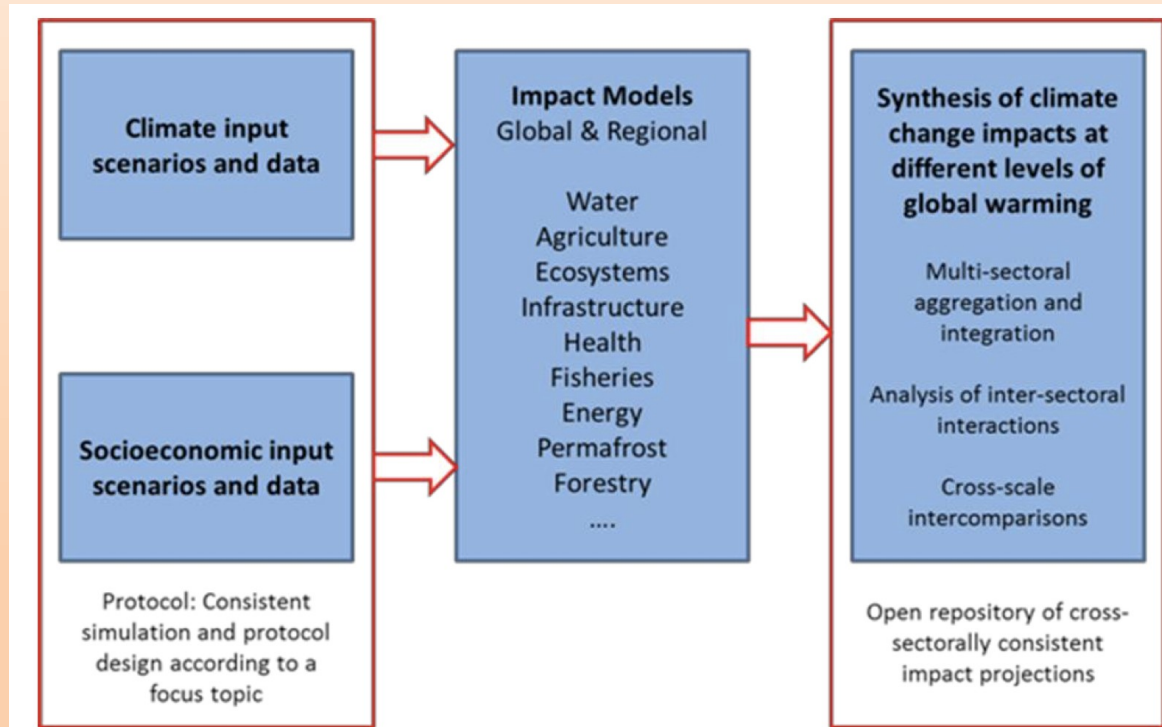 Climate input
scenarios and data
Socioeconomic input
scenarios and data
Protocol: Consistent
simulation and protocol
design according to a
focus topic
Impact Models
Global & Regional
Water
Agriculture
Ecosystems
Infrastructure
Health
Fisheries
Energy
Permafrost
Forestry
....
Synthesis of climate
change impacts at
different levels of
global warming
Multi-sectoral
aggregation and
integration
Analysis of inter-sectoral
interactions
Cross-scale
intercomparisons
Open repository of cross-
sectorally consistent
impact projections